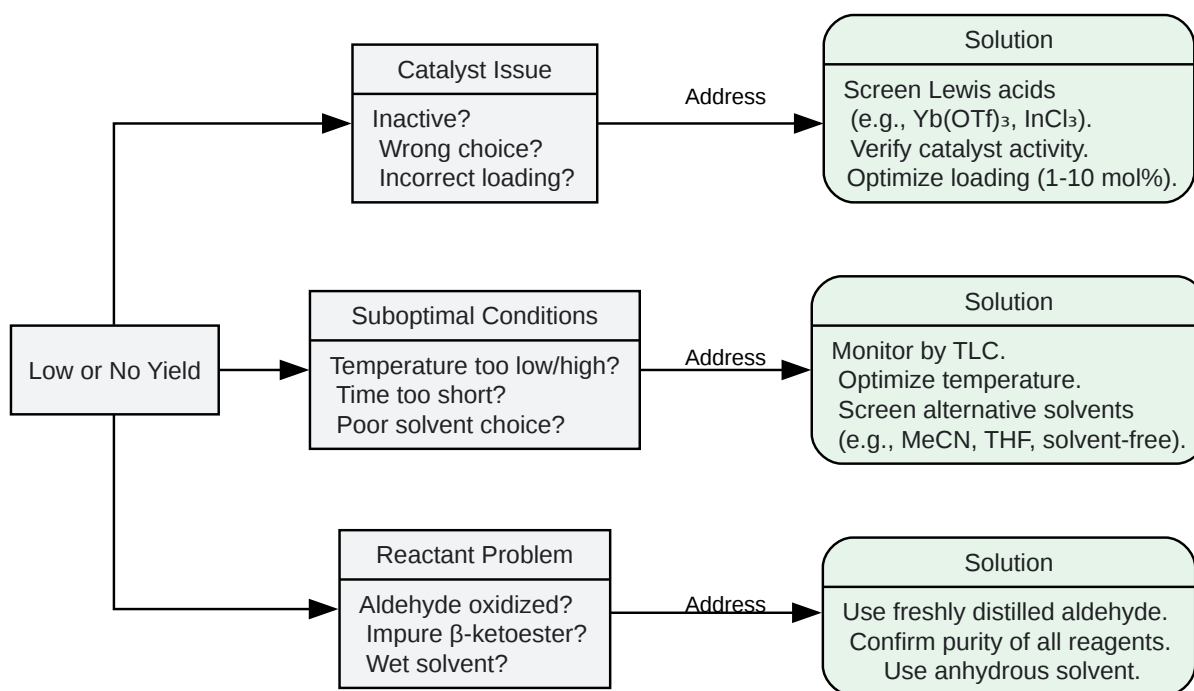 Catalyst Issue
Inactive?
Wrong choice?
Incorrect loading?
Address
Solution
Screen Lewis acids
(e.g., Yb(OTf)₃, InCl₃).
Verify catalyst activity.
Optimize loading (1-10 mol%).
Low or No Yield
Suboptimal Conditions
Temperature too low/high?
Time too short?
Poor solvent choice?
Address
Solution
Monitor by TLC.
Optimize temperature.
Screen alternative solvents
(e.g., MeCN, THF, solvent-free).
Reactant Problem
Aldehyde oxidized?
Impure β-ketoester?
Wet solvent?
Address
Solution
Use freshly distilled aldehyde.
Confirm purity of all reagents.
Use anhydrous solvent.